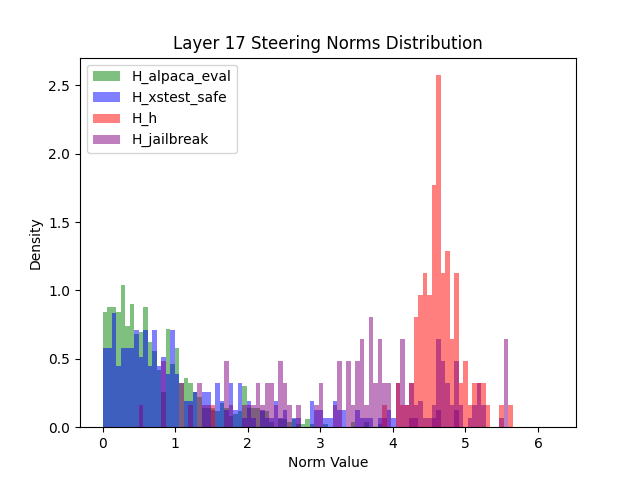 Layer 17 Steering Norms Distribution
H_alpaca_eval
H_xstest_safe
H_h
H_jailbreak
Density
2.5
2.0
1.5
1.0
0.5
0.0
0 1 2 3 4 5 6
Norm Value